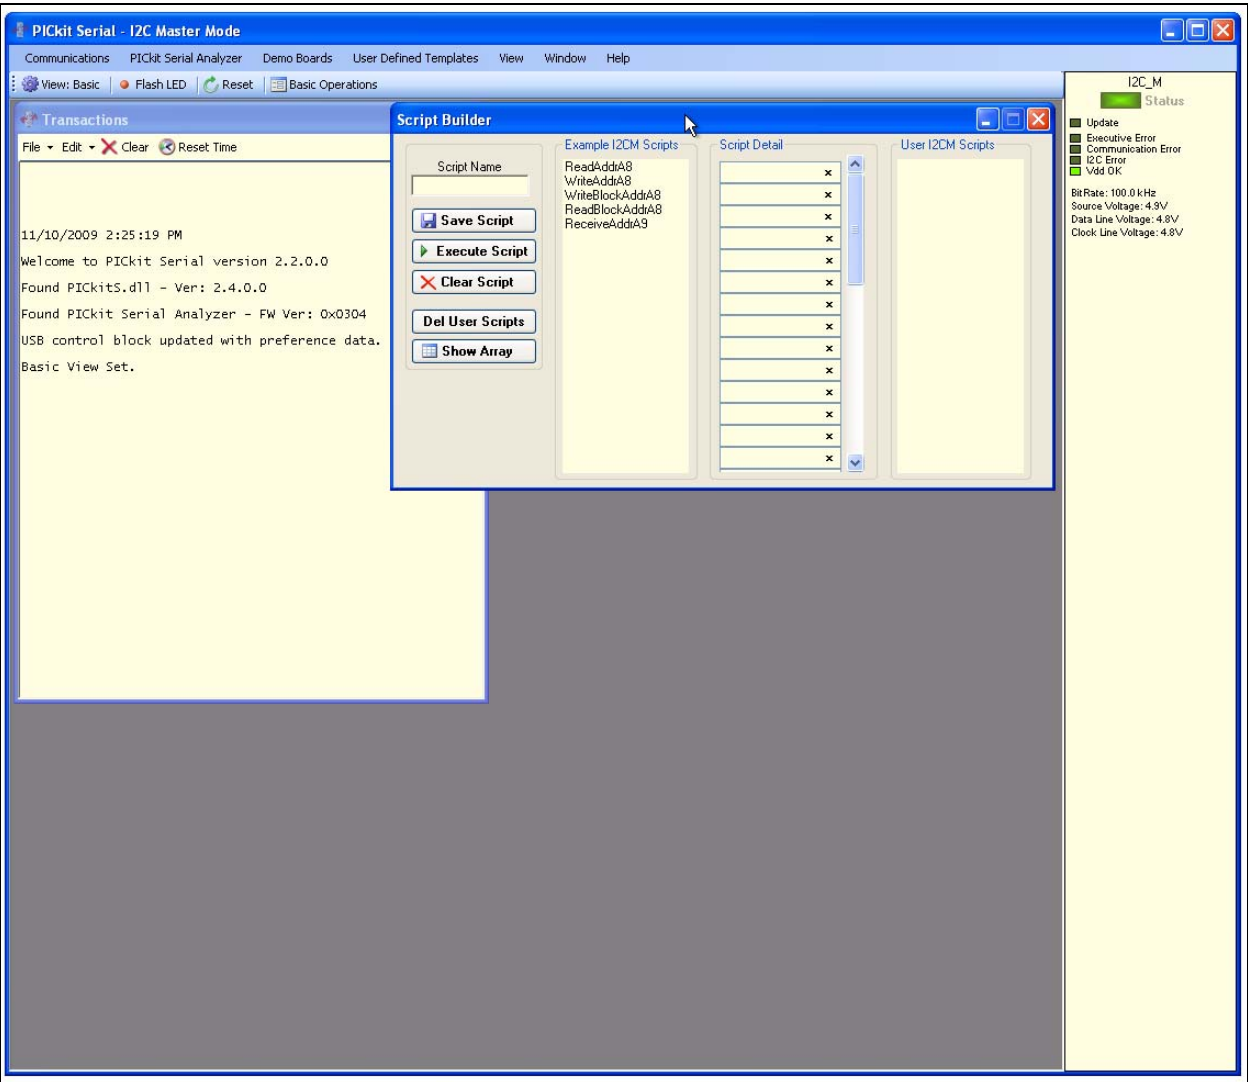 PICkit Serial - I2C Master Mode
Communications PICkit Serial Analyzer Demo Boards User Defined Templates View Window Help
View: Basic Flash LED Reset Basic Operations
Transactions
File Edit Clear Reset Time
11/10/2009 2:25:19 PM
Welcome to PICkit Serial version 2.2.0.0
Found PICkitS.dll - Ver: 2.4.0.0
Found PICkit Serial Analyzer - FW Ver: 0x0304
USB control block updated with preference data.
Basic View Set.
Script Builder
Script Name
Save Script
Execute Script
Clear Script
Del User Scripts
Show Array
Example I2CM Scripts
ReadAddrA8
WriteAddrA8
WriteBlockAddrA8
ReadBlockAddrA8
ReceiveAddrA9
Script Detail
User I2CM Scripts
I2C_M
Status
Update
Executive Error
Communication Error
I2C Error
Vdd OK
BitRate: 100.0 kHz
Source Voltage: 4.9V
Data Line Voltage: 4.8V
Clock Line Voltage: 4.8V